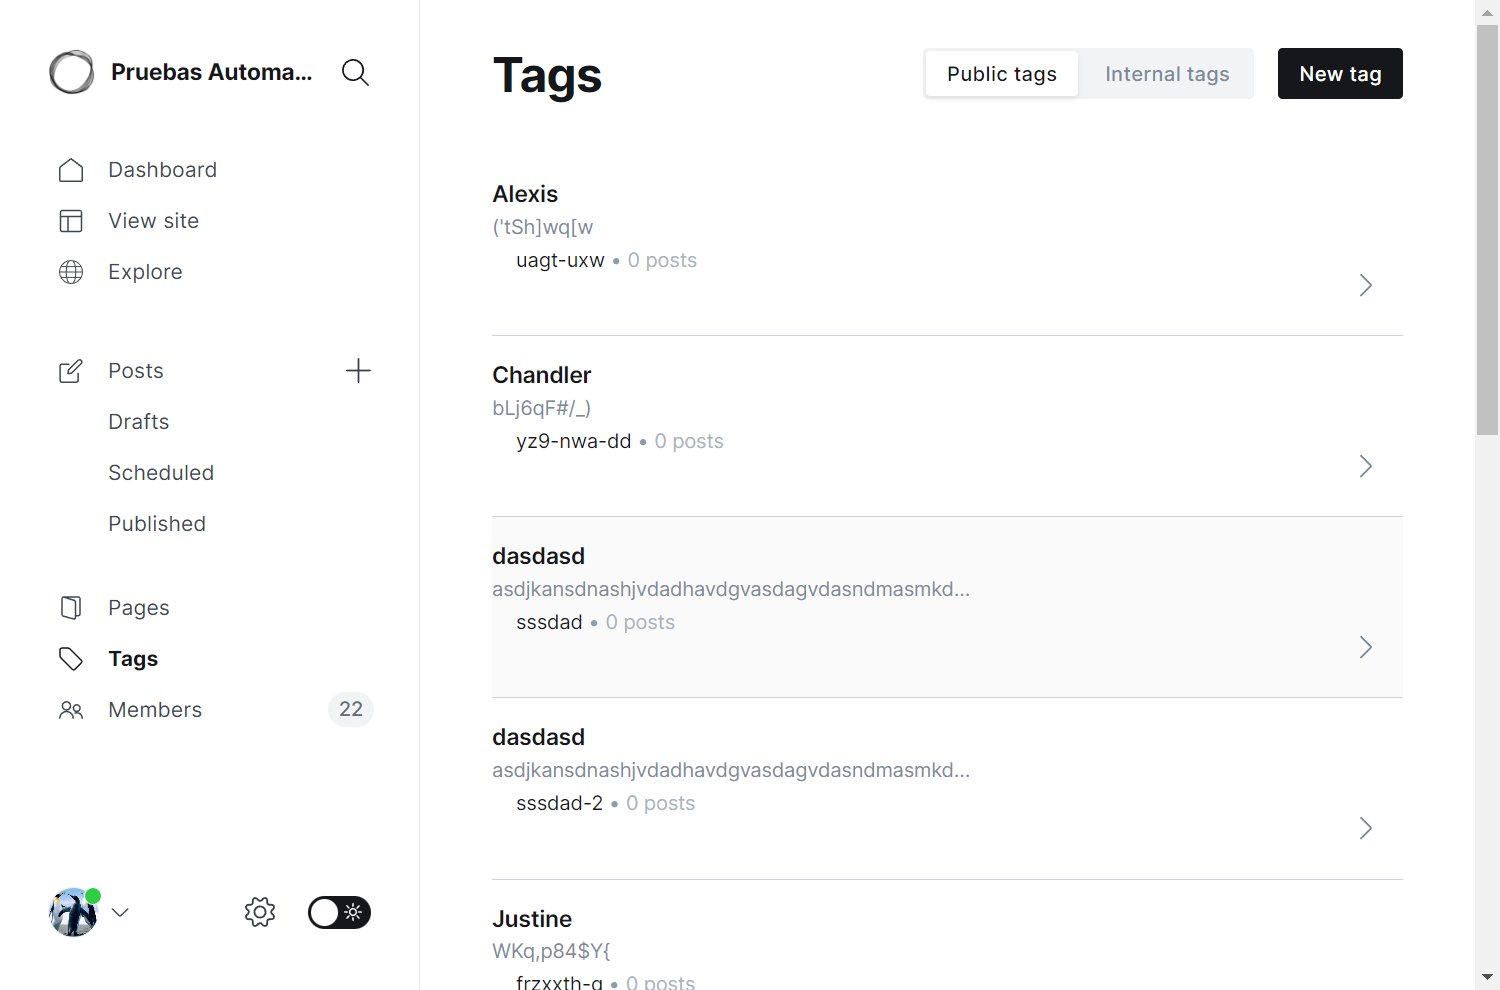 Pruebas Automa...
Dashboard
View site
Explore
Posts
Drafts
Scheduled
Published
Pages
Tags
Members 22
Tags
Public tags
Internal tags
New tag
Alexis
('tSh]wq[w
uagt-uxw • 0 posts
Chandler
bLj6qF#/_)
yz9-nwa-dd • 0 posts
dasdasd
asdjkansdnashjvdadhavdgvasdagvdasndmasmkd...
sssdad • 0 posts
dasdasd
asdjkansdnashjvdadhavdgvasdagvdasndmasmkd...
sssdad-2 • 0 posts
Justine
WKq,p84$Y{
frzxxth-g • 0 posts